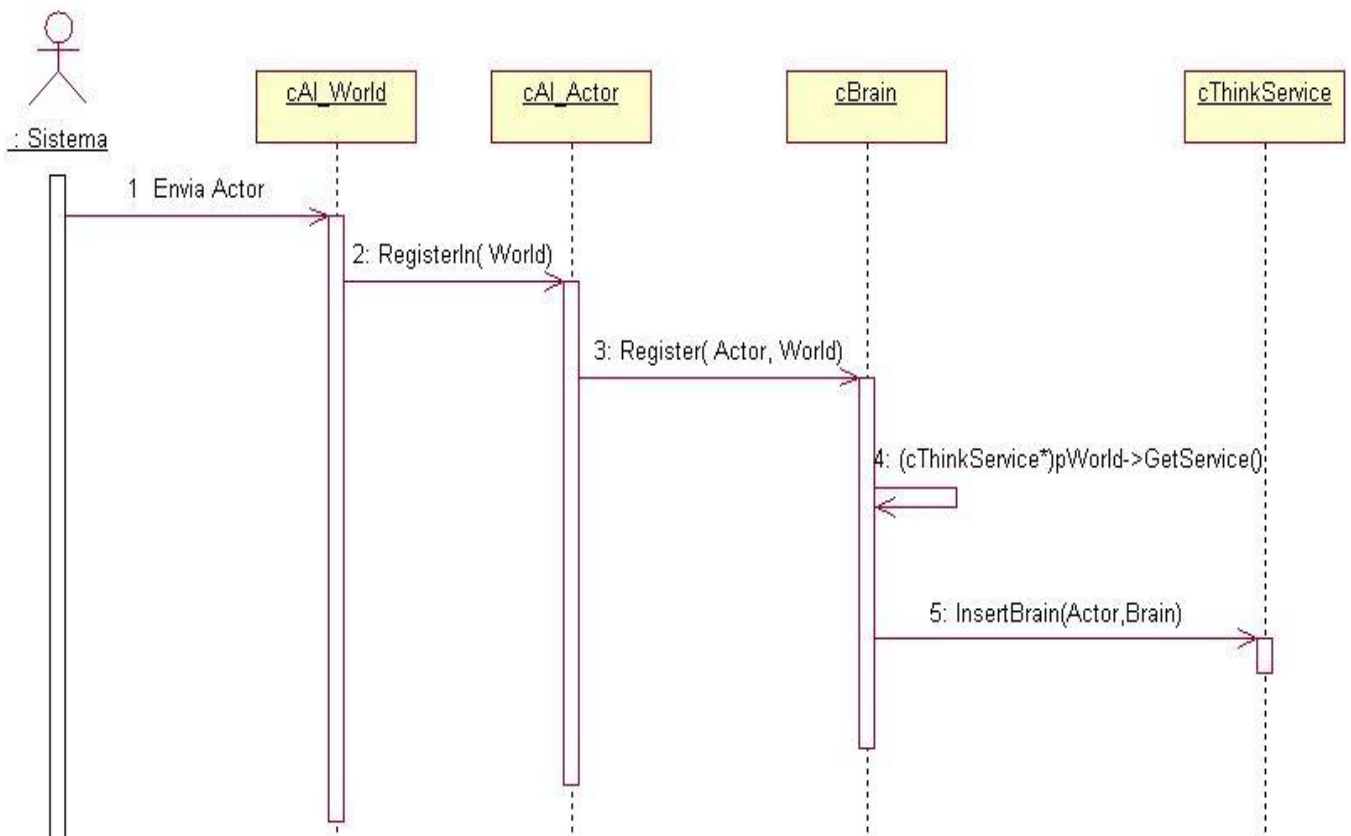 cAI_World
cAI_Actor
cBrain
cThinkService
: Sistema
1 Envia Actor
2: RegisterIn( World)
3: Register( Actor, World)
4: (cThinkService*)pWorld->GetService()
5: InsertBrain(Actor,Brain)